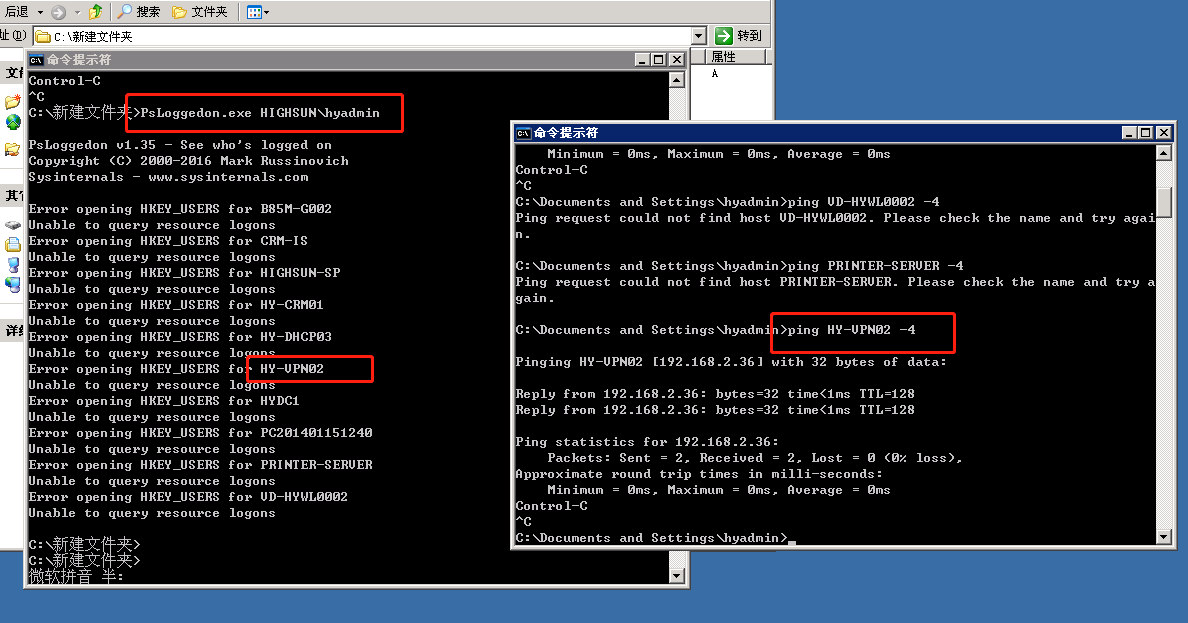 后退 搜索 文件夹
址(D) C:\新建文件夹 转到
属性
A
文件
其它
详细
命令提示符
Control-C
^C
C:\新建文件夹>PsLoggedon.exe HIGHSUN\hyadmin
PsLoggedon v1.35 - See who's logged on
Copyright (C) 2000-2016 Mark Russinovich
Sysinternals - www.sysinternals.com
Error opening HKEY_USERS for B85M-G002
Unable to query resource logons
Error opening HKEY_USERS for CRM-IS
Unable to query resource logons
Error opening HKEY_USERS for HIGHSUN-SP
Unable to query resource logons
Error opening HKEY_USERS for HY-CRM01
Unable to query resource logons
Error opening HKEY_USERS for HY-DHCP03
Unable to query resource logons
Error opening HKEY_USERS for HY-VPN02
Unable to query resource logons
Error opening HKEY_USERS for HYDC1
Unable to query resource logons
Error opening HKEY_USERS for PC201401151240
Unable to query resource logons
Error opening HKEY_USERS for PRINTER-SERVER
Unable to query resource logons
Error opening HKEY_USERS for VD-HYWL0002
Unable to query resource logons
C:\新建文件夹>
C:\新建文件夹>
微软拼音 半:
命令提示符
Minimum = 0ms, Maximum = 0ms, Average = 0ms
Control-C
^C
C:\Documents and Settings\hyadmin>ping VD-HYWL0002 -4
Ping request could not find host VD-HYWL0002. Please check the name and try agai
n.
C:\Documents and Settings\hyadmin>ping PRINTER-SERVER -4
Ping request could not find host PRINTER-SERVER. Please check the name and try a
gain.
C:\Documents and Settings\hyadmin>ping HY-VPN02 -4
Pinging HY-VPN02 [192.168.2.36] with 32 bytes of data:
Reply from 192.168.2.36: bytes=32 time<1ms TTL=128
Reply from 192.168.2.36: bytes=32 time<1ms TTL=128
Ping statistics for 192.168.2.36:
Packets: Sent = 2, Received = 2, Lost = 0 (0% loss),
Approximate round trip times in milli-seconds:
Minimum = 0ms, Maximum = 0ms, Average = 0ms
Control-C
^C
C:\Documents and Settings\hyadmin>_